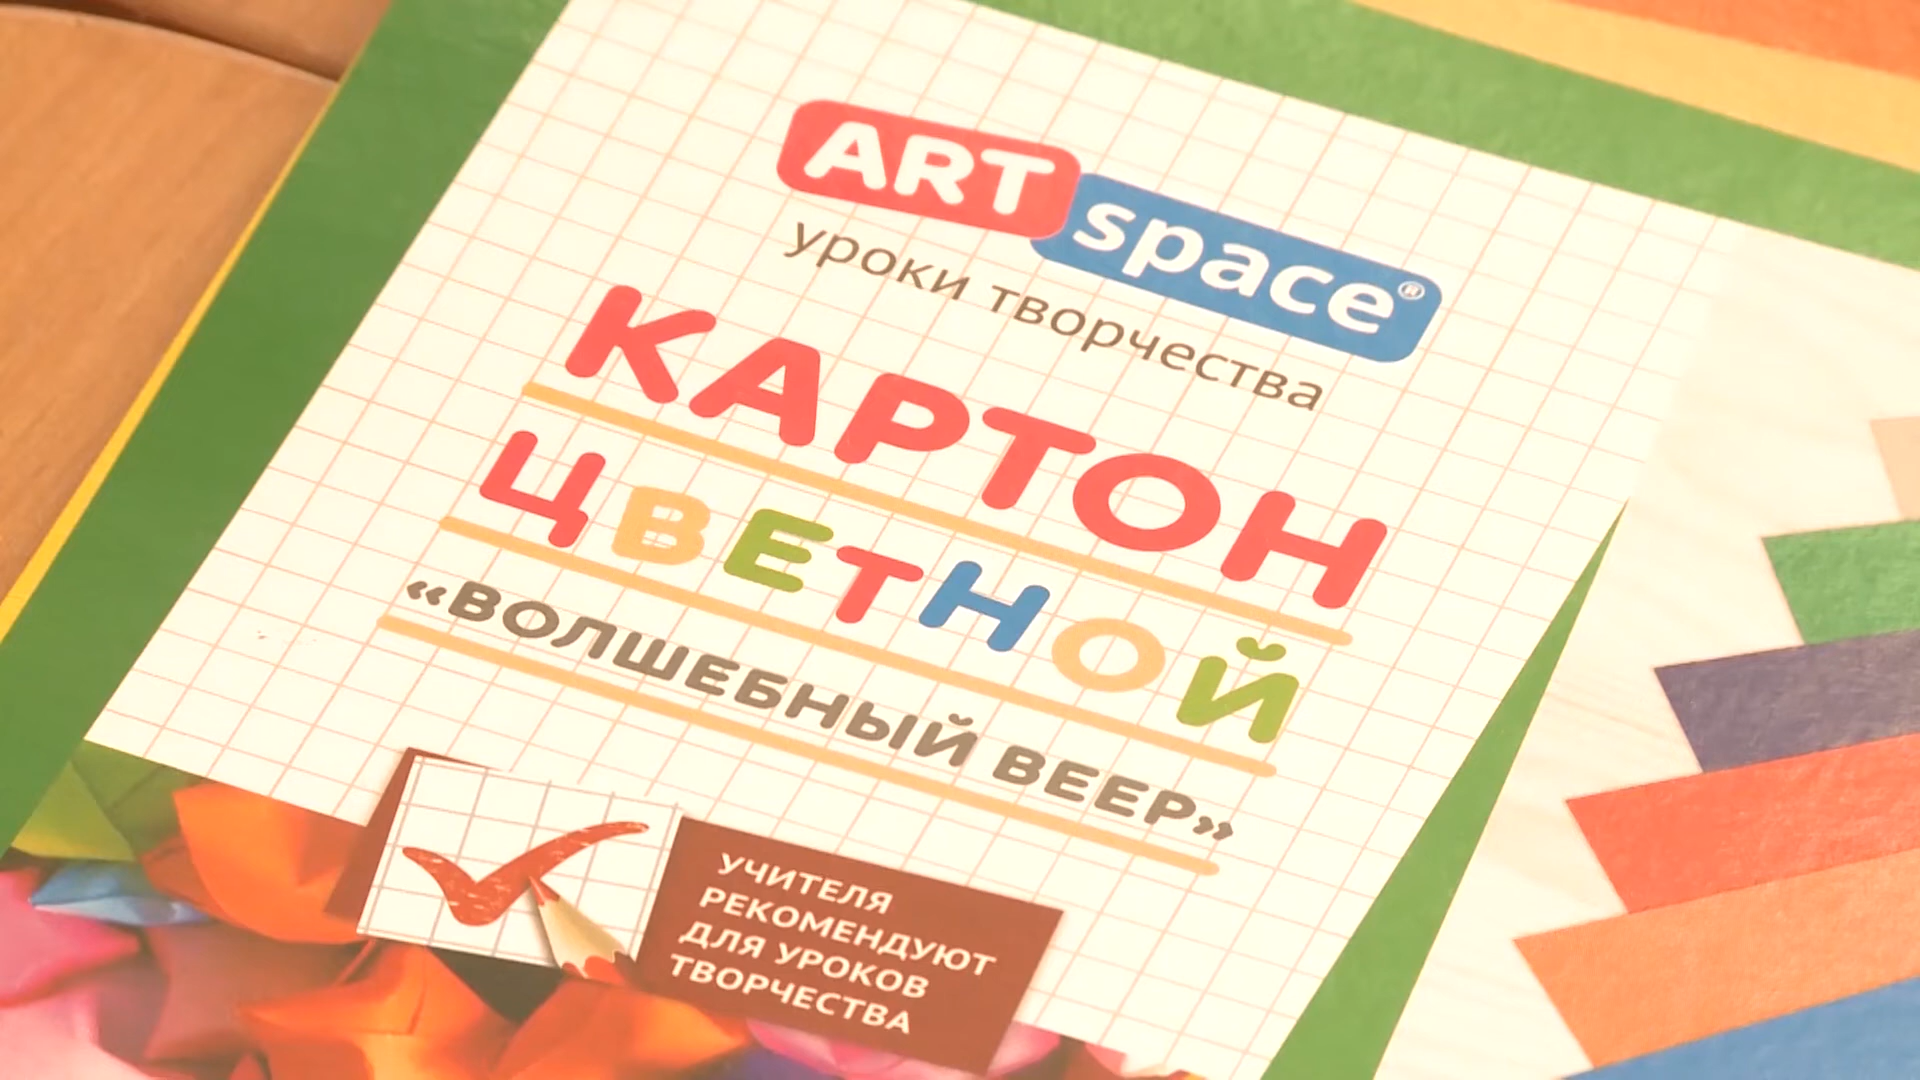 ART space®
уроки творчества
КАРТОН
ЦВЕТНОЙ
«ВОЛШЕБНЫЙ ВЕЕР»
УЧИТЕЛЯ
РЕКОМЕНДУЮТ
ДЛЯ УРОКОВ
ТВОРЧЕСТВА